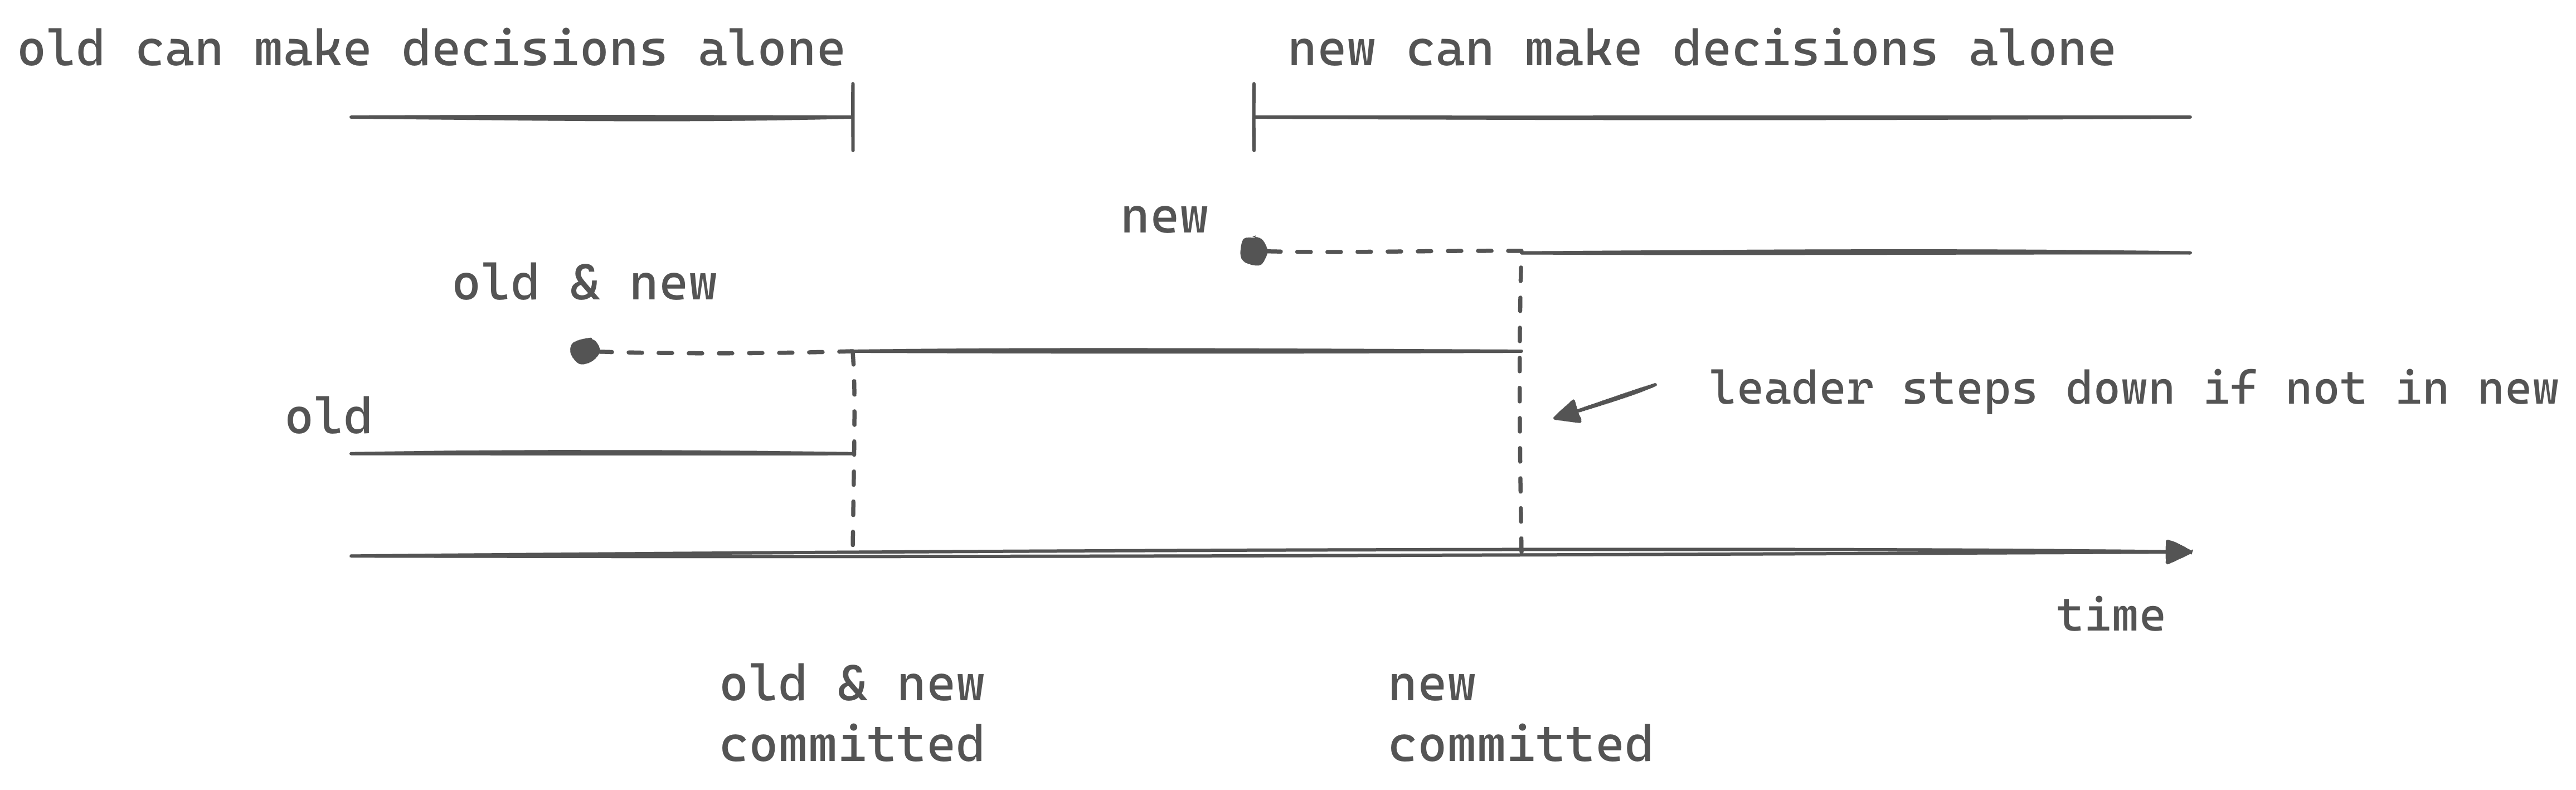 old can make decisions alone
new can make decisions alone
new
old & new
leader steps down if not in new
old
time
old & new
committed
new
committed